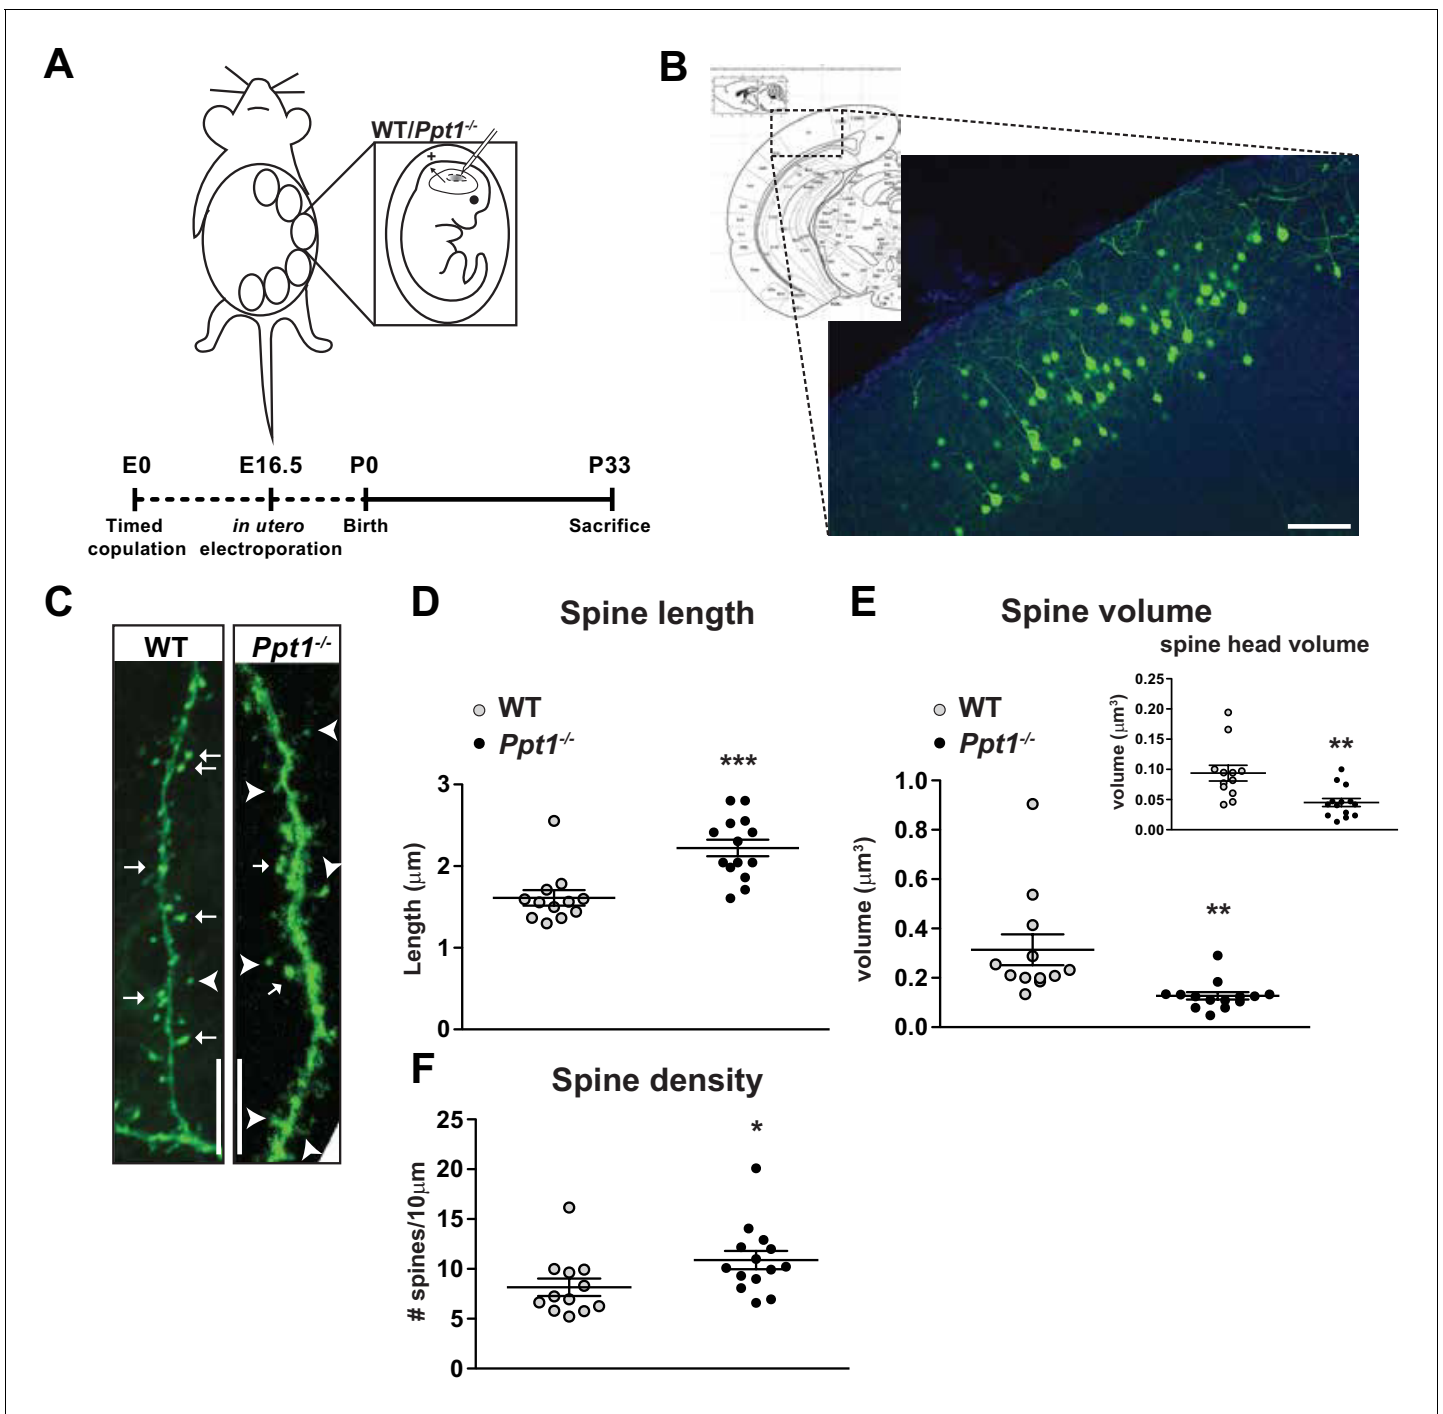 A
WT/Ppt1-/-
+
E0 E16.5 P0 P33
Timed copulation
in utero electroporation
Birth
Sacrifice
B
C
WT
Ppt1-/-
D
Spine length
WT
Ppt1-/-
***
Length (μm)
3
2
1
0
E
Spine volume
WT
Ppt1-/-
**
volume (μm³)
1.0
0.8
0.6
0.4
0.2
0.0
spine head volume
**
volume (μm³)
0.25
0.20
0.15
0.10
0.05
0.00
F
Spine density
*
# spines/10μm
25
20
15
10
5
0